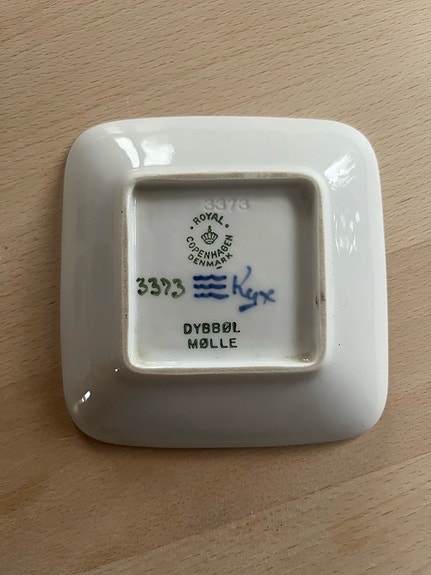 3373
ROYAL
COPENHAGEN
DENMARK
3373
DYBBØL
MØLLE